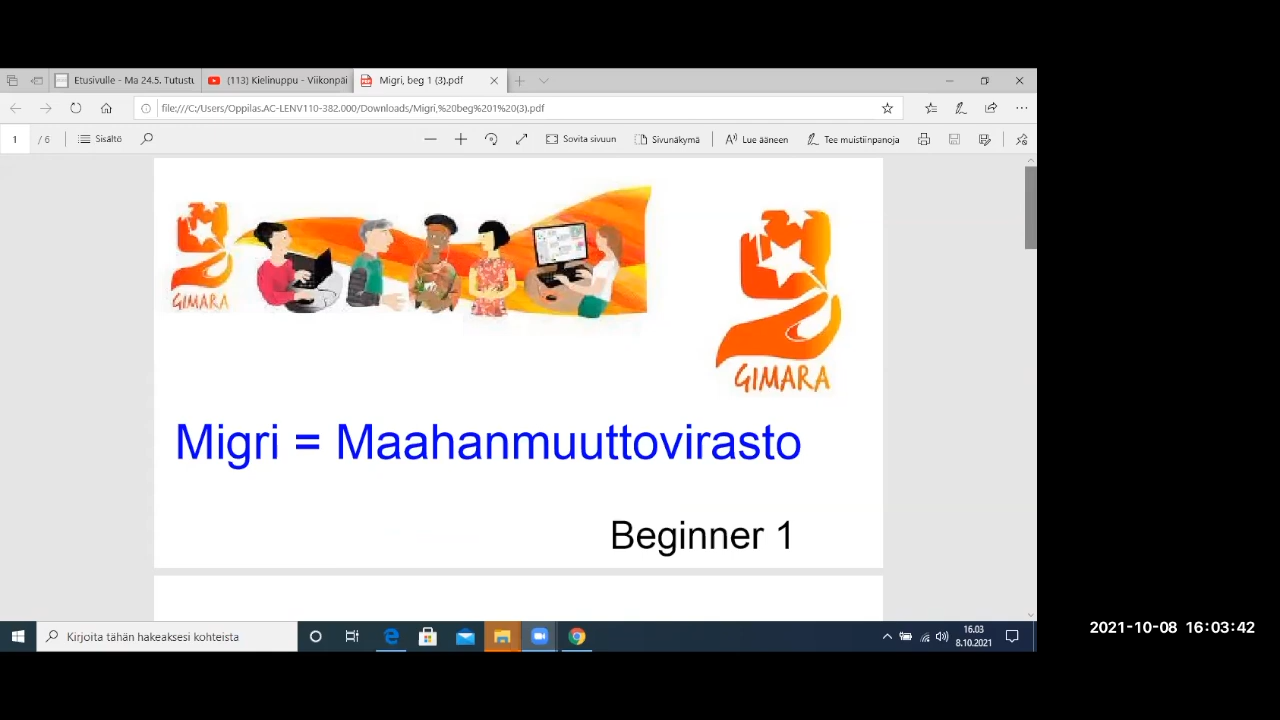 Etusivulle - Ma 24.5. Tutustu
(113) Kielinuppu - Viikonpäi
Migri, beg 1 (3).pdf
file:///C:/Users/Oppilas.AC-LENV110-382.000/Downloads/Migri,%20beg%201%20(3).pdf
1 / 6 Sisältö Sovita sivuun Sivunäkymä Lue ääneen Tee muistiinpanoja
GIMARA
GIMARA
Migri = Maahanmuuttovirasto
Beginner 1
Kirjoita tähän hakeaksesi kohteista
16.03
8.10.2021
2021-10-08 16:03:42